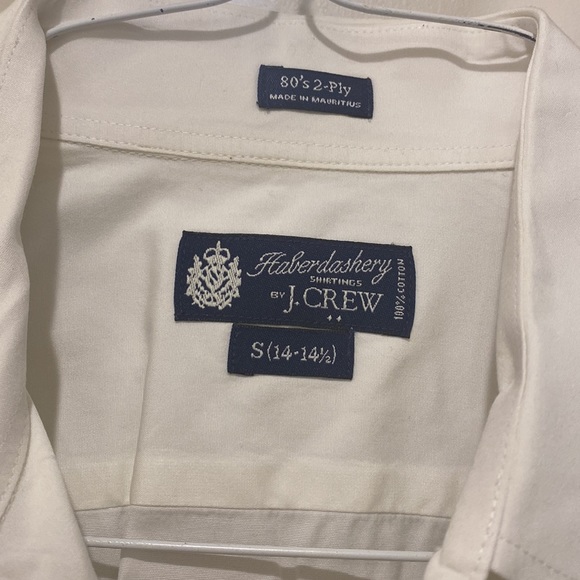 80's 2-Ply
MADE IN MAURITIUS
Haberdashery
SHIRTINGS
BY J.CREW
100% COTTON
S (14-14½)